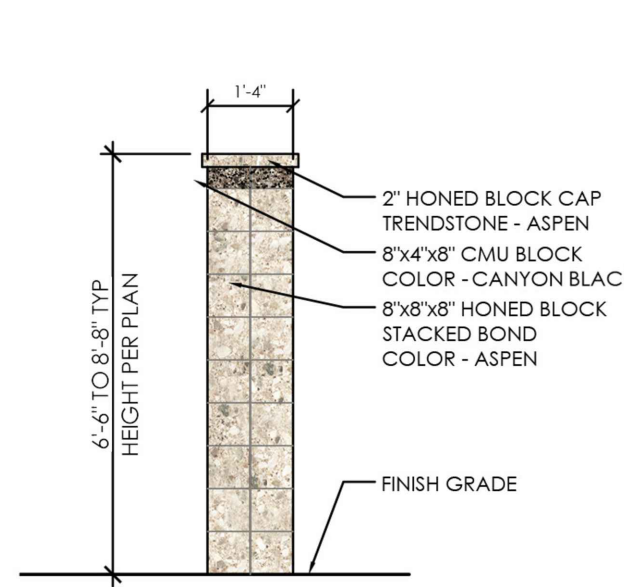 1'-4"
2" HONED BLOCK CAP
TRENDSTONE - ASPEN
8"x4"x8" CMU BLOCK
COLOR - CANYON BLAC
8"x8"x8" HONED BLOCK
STACKED BOND
COLOR - ASPEN
6'-6" TO 8'-8" TYP
HEIGHT PER PLAN
FINISH GRADE